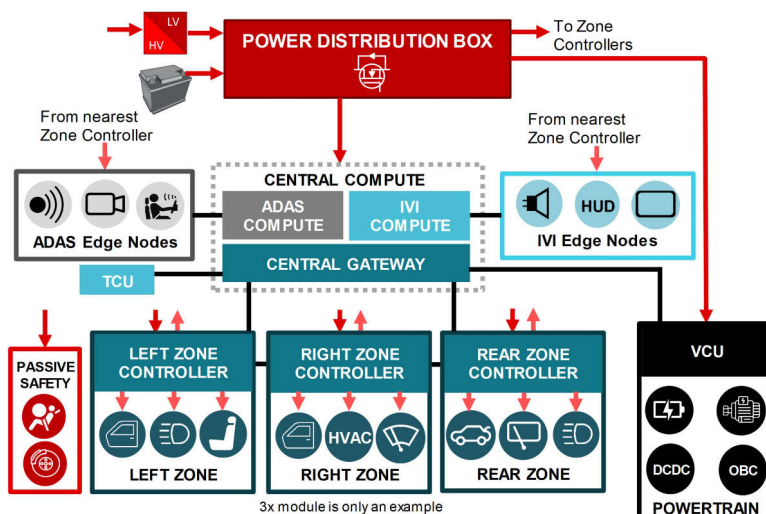 LV
HV
POWER DISTRIBUTION BOX
To Zone
Controllers
From nearest
Zone Controller
From nearest
Zone Controller
CENTRAL COMPUTE
ADAS
COMPUTE
IVI
COMPUTE
CENTRAL GATEWAY
ADAS Edge Nodes
HUD
IVI Edge Nodes
TCU
PASSIVE
SAFETY
LEFT ZONE
CONTROLLER
LEFT ZONE
RIGHT ZONE
CONTROLLER
HVAC
RIGHT ZONE
REAR ZONE
CONTROLLER
REAR ZONE
VCU
DCDC
OBC
POWERTRAIN
3x module is only an example